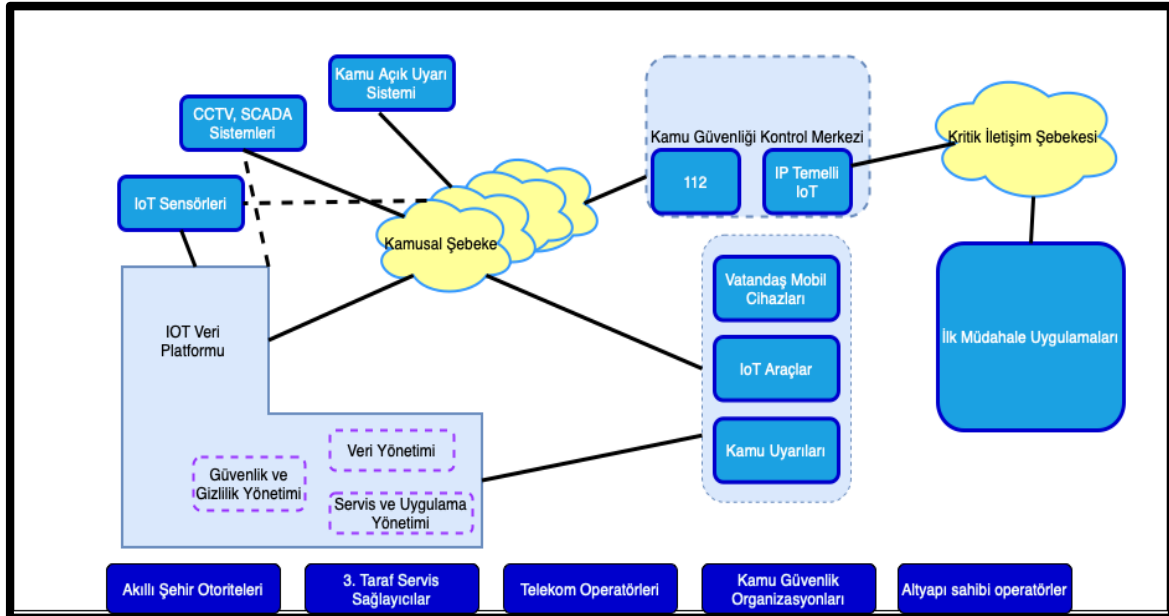 Kamu Açık Uyarı
Sistemi
CCTV, SCADA
Sistemleri
IoT Sensörleri
Kamusal Şebeke
Kamu Güvenliği Kontrol Merkezi
112
IP Temelli
IoT
Kritik İletişim Şebekesi
Vatandaş Mobil
Cihazları
IoT Araçlar
Kamu Uyarıları
İlk Müdahale Uygulamaları
IOT Veri
Platformu
Veri Yönetimi
Güvenlik ve
Gizlilik Yönetimi
Servis ve Uygulama
Yönetimi
Akıllı Şehir Otoriteleri
3. Taraf Servis
Sağlayıcılar
Telekom Operatörleri
Kamu Güvenlik
Organizasyonları
Altyapı sahibi operatörler